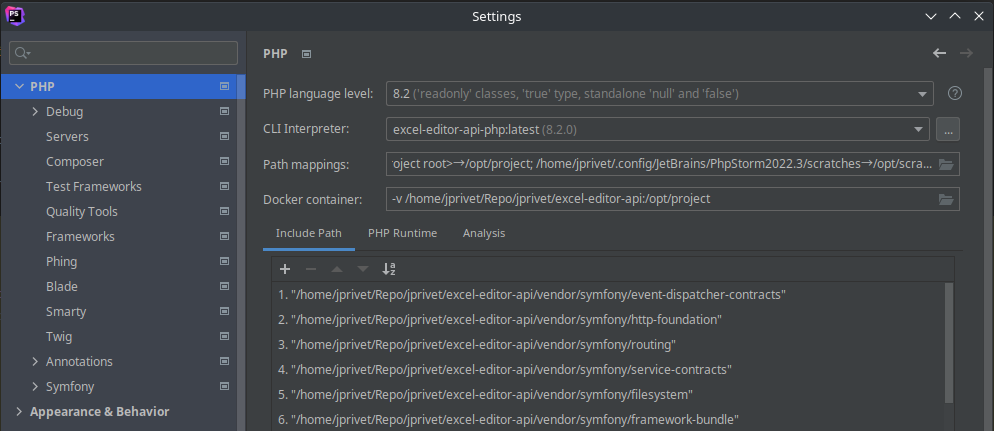 PS
Settings
PHP
Debug
Servers
Composer
Test Frameworks
Quality Tools
Frameworks
Phing
Blade
Smarty
Twig
Annotations
Symfony
Appearance & Behavior
PHP
PHP language level:
8.2 ('readonly' classes, 'true' type, standalone 'null' and 'false')
?
CLI Interpreter:
excel-editor-api-php:latest (8.2.0)
...
Path mappings:
oject root>→/opt/project; /home/jprivet/.config/JetBrains/PhpStorm2022.3/scratches→/opt/scra...
Docker container:
-v /home/jprivet/Repo/jprivet/excel-editor-api:/opt/project
Include Path PHP Runtime Analysis
1. "/home/jprivet/Repo/jprivet/excel-editor-api/vendor/symfony/event-dispatcher-contracts"
2. "/home/jprivet/Repo/jprivet/excel-editor-api/vendor/symfony/http-foundation"
3. "/home/jprivet/Repo/jprivet/excel-editor-api/vendor/symfony/routing"
4. "/home/jprivet/Repo/jprivet/excel-editor-api/vendor/symfony/service-contracts"
5. "/home/jprivet/Repo/jprivet/excel-editor-api/vendor/symfony/filesystem"
6. "/home/jprivet/Repo/jprivet/excel-editor-api/vendor/symfony/framework-bundle"